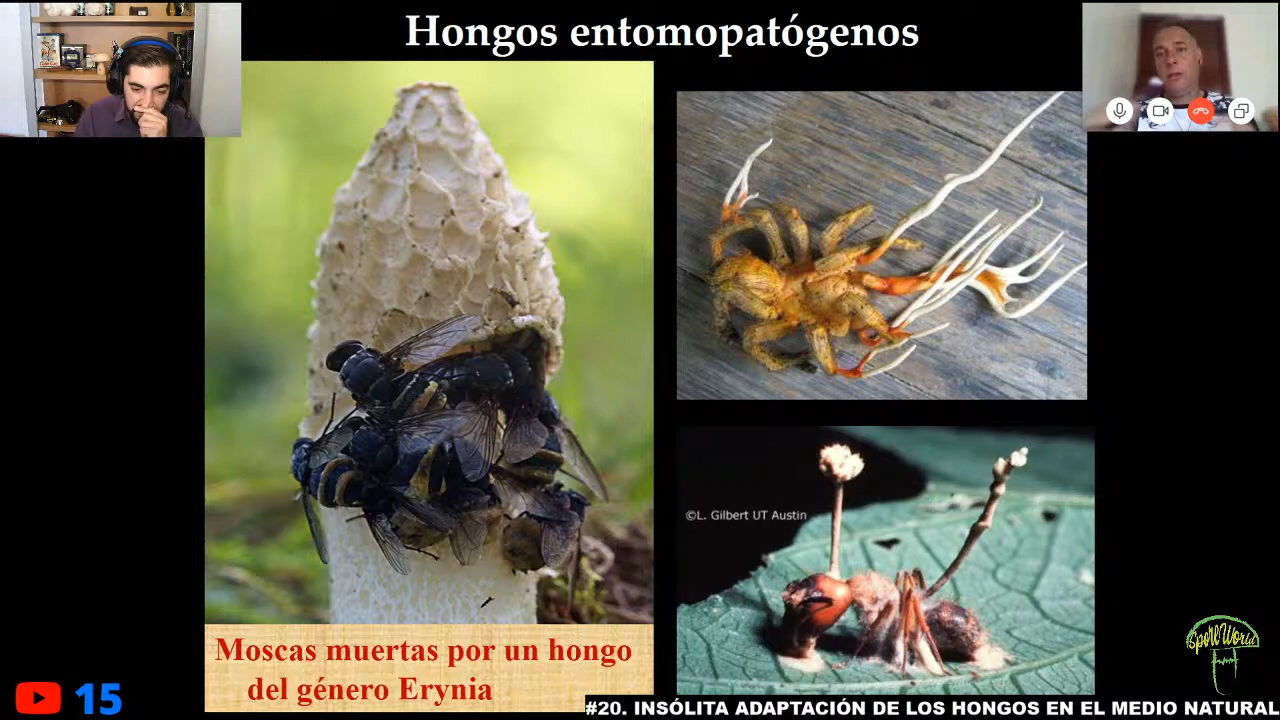 Hongos entomopatógenos
©L. Gilbert UT Austin
Moscas muertas por un hongo
del género Erynia
SporeWorld
15
#20. INSÓLITA ADAPTACIÓN DE LOS HONGOS EN EL MEDIO NATURAL